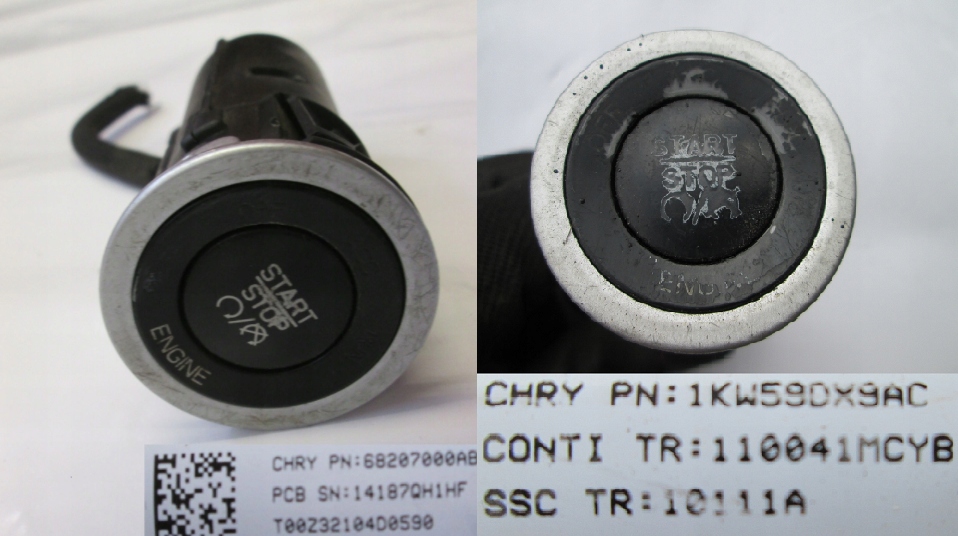 START
STOP
ENGINE
CHRY PN:68207000AB
PCB SN:14187QH1HF
T00Z32104D0590
START
STOP
CHRY PN:1KW59DX9AC
CONTI TR:110041MCYB
SSC TR:10111A